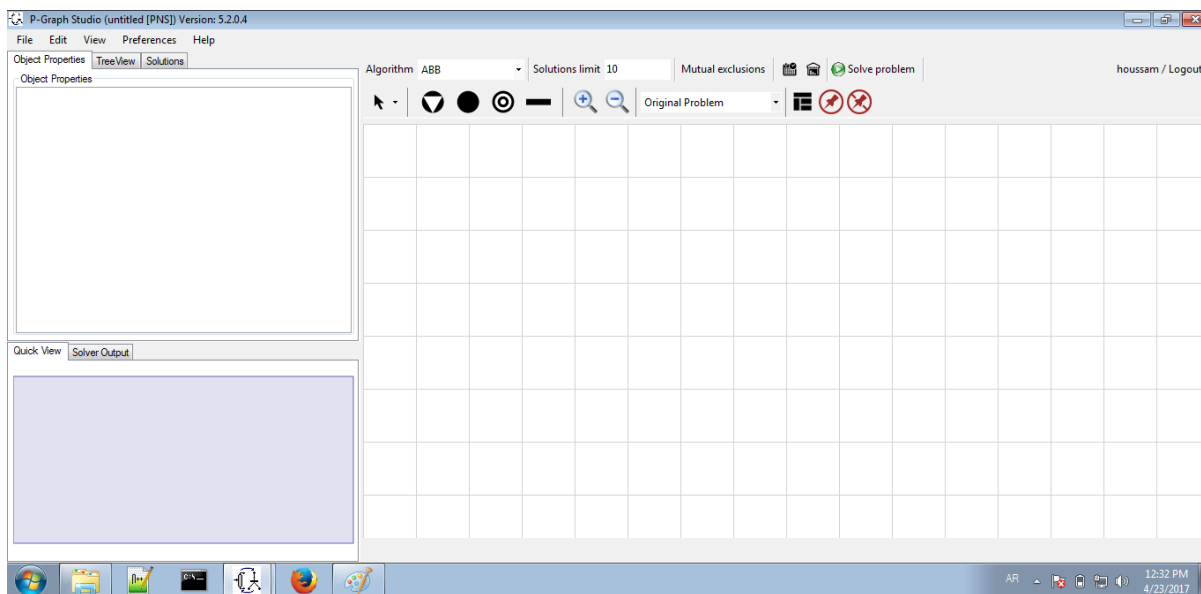 P-Graph Studio (untitled [PNS]) Version: 5.2.0.4
File Edit View Preferences Help
Object Properties TreeView Solutions
Object Properties
Algorithm ABB Solutions limit 10 Mutual exclusions Solve problem houssam / Logout
Original Problem
Quick View Solver Output
AR 12:32 PM
4/23/2017